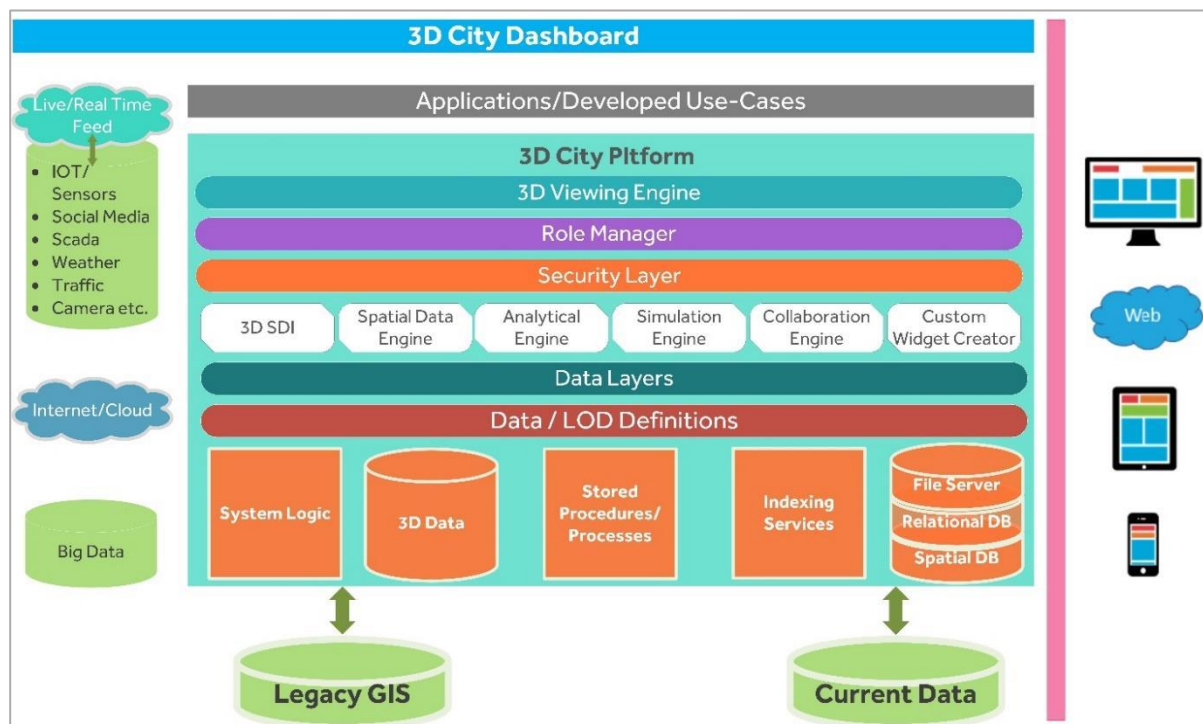 3D City Dashboard
Applications/Developed Use-Cases
Live/Real Time
Feed
• IOT/
Sensors
• Social Media
• Scada
• Weather
• Traffic
• Camera etc.
Internet/Cloud
Big Data
3D City Pltform
3D Viewing Engine
Role Manager
Security Layer
3D SDI
Spatial Data
Engine
Analytical
Engine
Simulation
Engine
Collaboration
Engine
Custom
Widget Creator
Data Layers
Data / LOD Definitions
System Logic
3D Data
Stored
Procedures/
Processes
Indexing
Services
File Server
Relational DB
Spatial DB
Legacy GIS
Current Data
Web